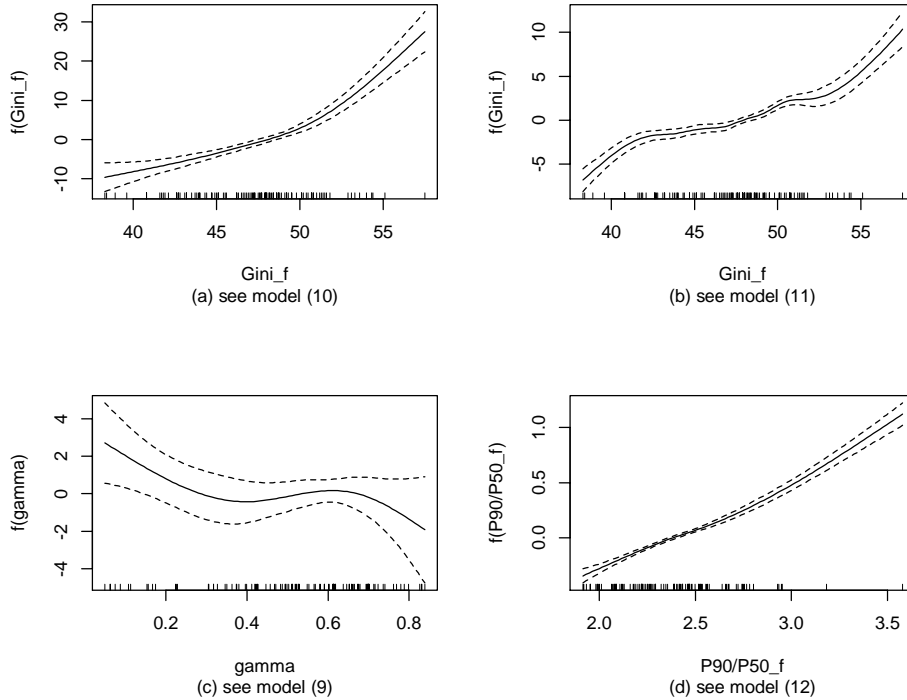 f(Gini_f)
30
20
10
0
-10
40 45 50 55
Gini_f
(a) see model (10)
f(Gini_f)
10
5
0
-5
40 45 50 55
Gini_f
(b) see model (11)
f(gamma)
4
2
0
-2
-4
0.2 0.4 0.6 0.8
gamma
(c) see model (9)
f(P90/P50_f)
1.0
0.5
0.0
2.0 2.5 3.0 3.5
P90/P50_f
(d) see model (12)